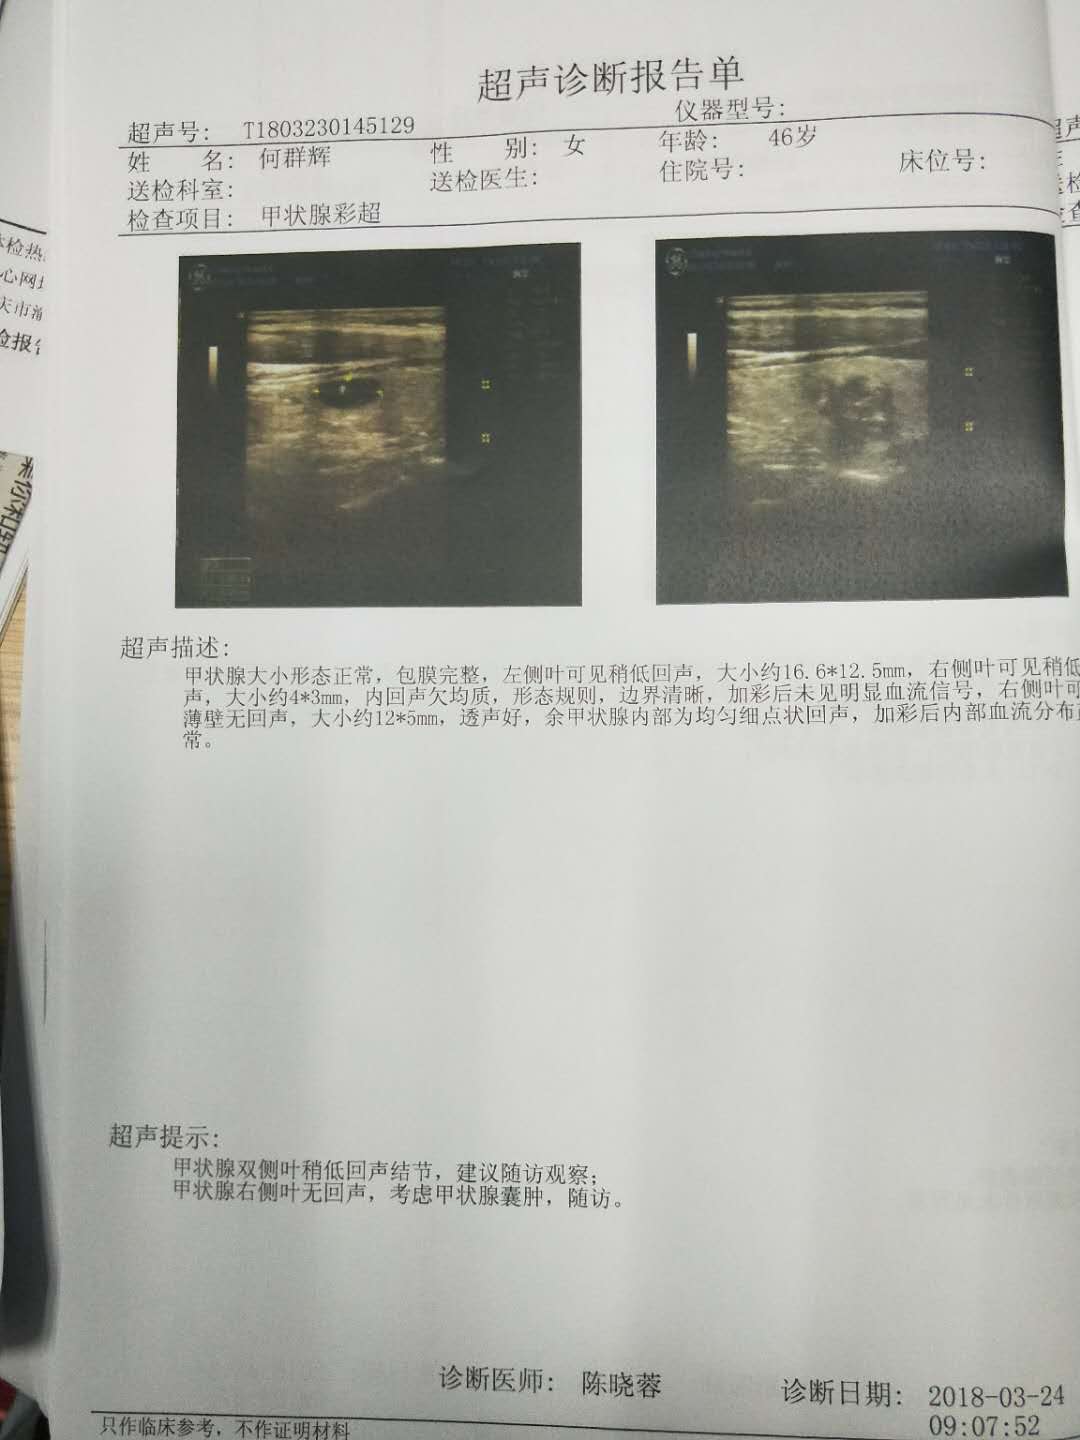 超声诊断报告单
仪器型号:
超声号: T1803230145129
姓 名: 何群辉 性 别: 女 年龄: 46岁
送检科室: 送检医生: 住院号: 床位号:
检查项目: 甲状腺彩超
超声描述:
甲状腺大小形态正常，包膜完整，左侧叶可见稍低回声，大小约16.6*12.5mm，右侧叶可见稍低
声，大小约4*3mm，内回声欠均质，形态规则，边界清晰，加彩后未见明显血流信号，右侧叶可
薄壁无回声，大小约12*5mm，透声好，余甲状腺内部为均匀细点状回声，加彩后内部血流分布
常。
超声提示:
甲状腺双侧叶稍低回声结节，建议随访观察;
甲状腺右侧叶无回声，考虑甲状腺囊肿，随访。
诊断医师: 陈晓蓉 诊断日期: 2018-03-24
09:07:52
只作临床参考，不作证明材料
检热
心网
庆市渝
检报告